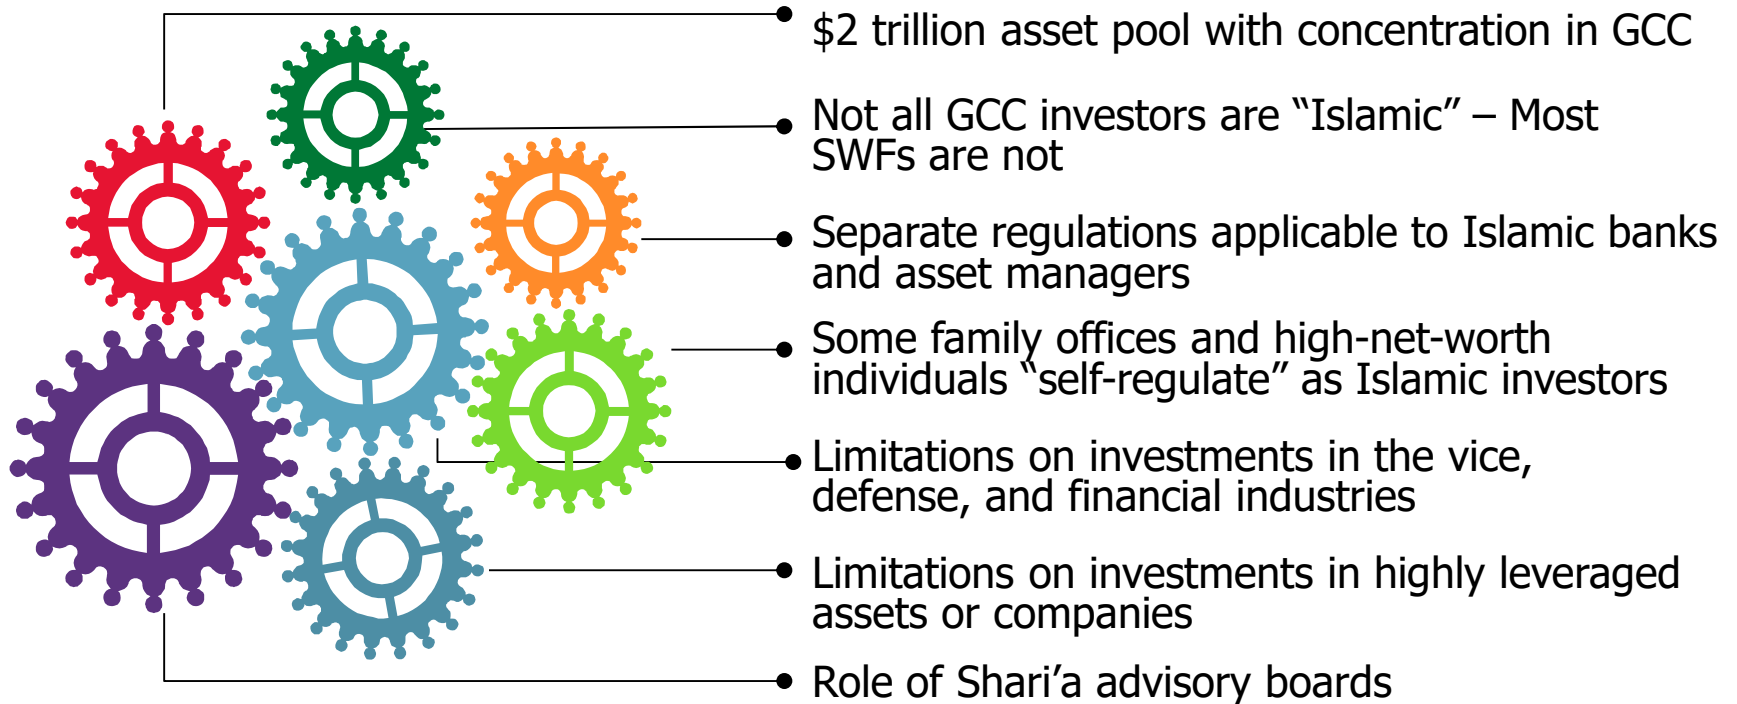 $2 trillion asset pool with concentration in GCC
Not all GCC investors are “Islamic” – Most
SWFs are not
Separate regulations applicable to Islamic banks
and asset managers
Some family offices and high-net-worth
individuals “self-regulate” as Islamic investors
Limitations on investments in the vice,
defense, and financial industries
Limitations on investments in highly leveraged
assets or companies
Role of Shari’a advisory boards